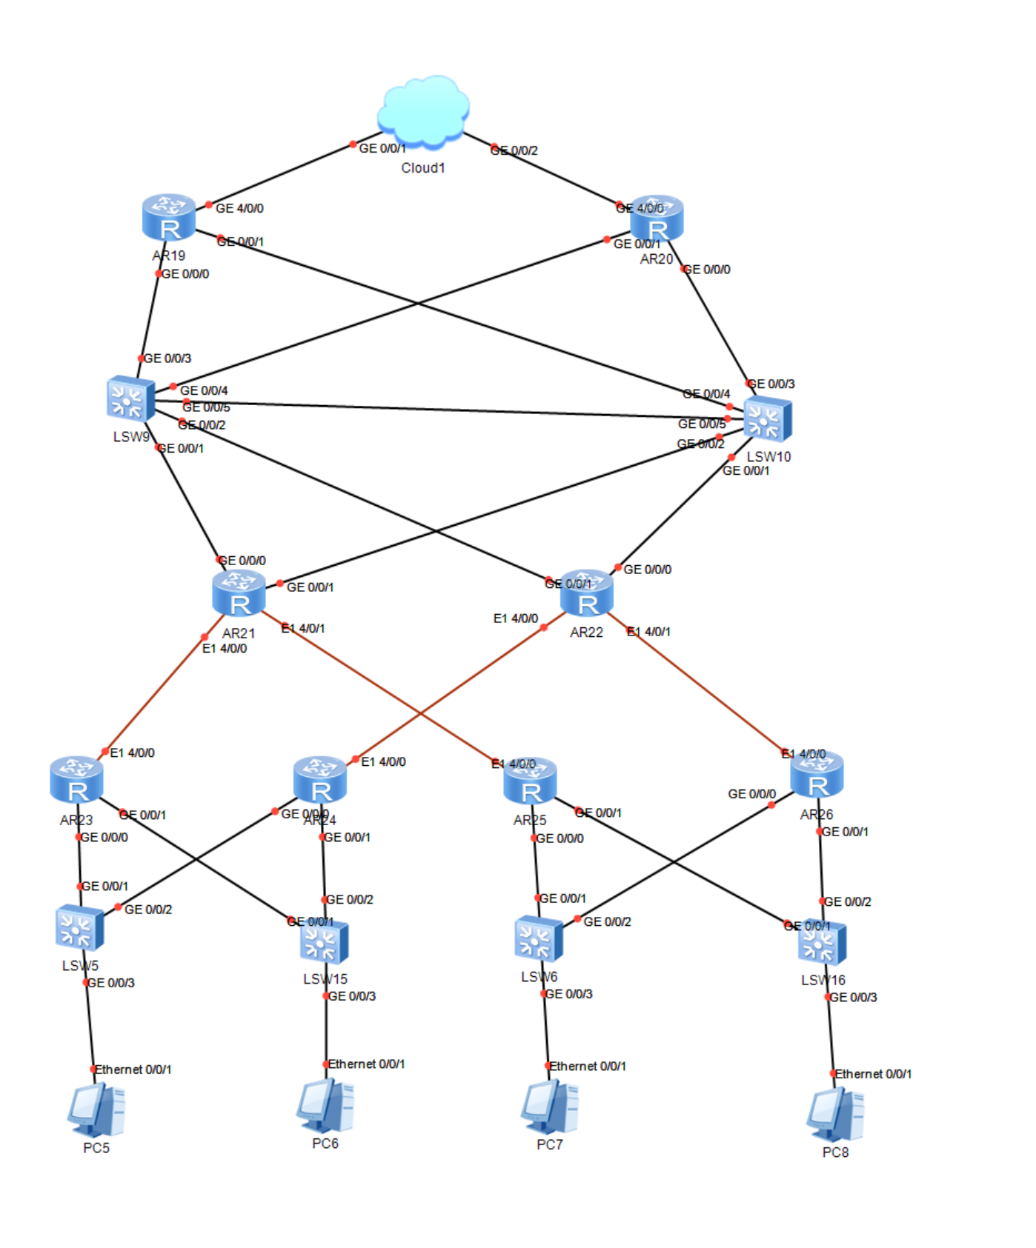 GE 0/0/1
GE 0/0/2
Cloud1
GE 4/0/0
GE 4/0/0
R
R
GE 0/0/1
GE 0/0/1
AR19
AR20
GE 0/0/0
GE 0/0/0
GE 0/0/3
GE 0/0/3
GE 0/0/4
GE 0/0/4
GE 0/0/5
GE 0/0/5
GE 0/0/2
GE 0/0/2
LSW9
LSW10
GE 0/0/1
GE 0/0/1
GE 0/0/0
GE 0/0/0
GE 0/0/1
GE 0/0/1
R
R
AR21
AR22
E1 4/0/0
E1 4/0/1
E1 4/0/0
E1 4/0/1
E1 4/0/0
E1 4/0/0
E1 4/0/0
E1 4/0/0
R
R
R
R
AR23
AR24
AR25
AR26
GE 0/0/1
GE 0/0/0
GE 0/0/1
GE 0/0/0
GE 0/0/0
GE 0/0/1
GE 0/0/0
GE 0/0/1
GE 0/0/1
GE 0/0/2
GE 0/0/1
GE 0/0/2
GE 0/0/2
GE 0/0/1
GE 0/0/2
GE 0/0/1
LSW5
LSW15
LSW6
LSW16
GE 0/0/3
GE 0/0/3
GE 0/0/3
GE 0/0/3
Ethernet 0/0/1
Ethernet 0/0/1
Ethernet 0/0/1
Ethernet 0/0/1
PC5
PC6
PC7
PC8